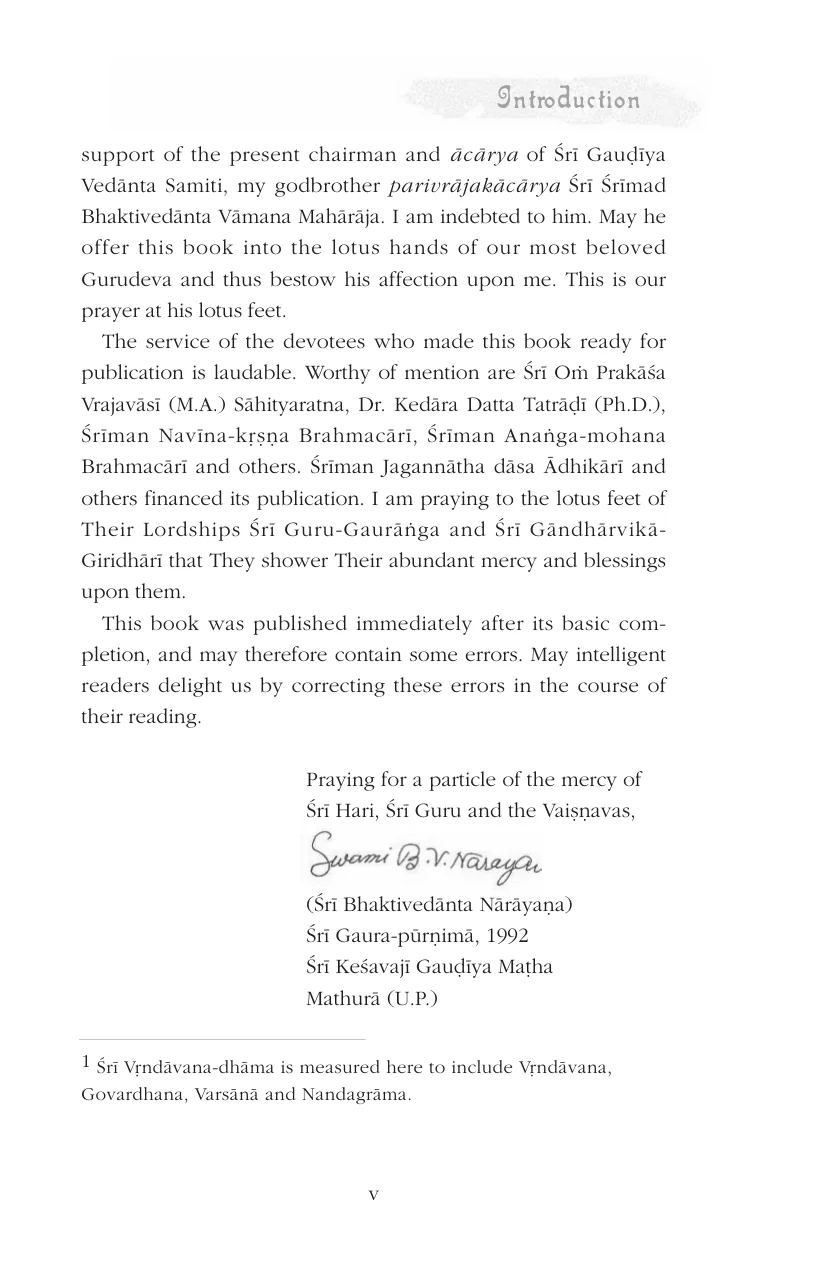 Introduction
support of the present chairman and ācārya of Śrī Gauḍīya
Vedānta Samiti, my godbrother parivrājakācārya Śrī Śrīmad
Bhaktivedānta Vāmana Mahārāja. I am indebted to him. May he
offer this book into the lotus hands of our most beloved
Gurudeva and thus bestow his affection upon me. This is our
prayer at his lotus feet.
The service of the devotees who made this book ready for
publication is laudable. Worthy of mention are Śrī Oṁ Prakāśa
Vrajavāsī (M.A.) Sāhityaratna, Dr. Kedāra Datta Tatrāḍī (Ph.D.),
Śrīman Navīna-kṛṣṇa Brahmacārī, Śrīman Anaṅga-mohana
Brahmacārī and others. Śrīman Jagannātha dāsa Ādhikārī and
others financed its publication. I am praying to the lotus feet of
Their Lordships Śrī Guru-Gaurāṅga and Śrī Gāndhārvikā-
Giridhārī that They shower Their abundant mercy and blessings
upon them.
This book was published immediately after its basic com-
pletion, and may therefore contain some errors. May intelligent
readers delight us by correcting these errors in the course of
their reading.
Praying for a particle of the mercy of
Śrī Hari, Śrī Guru and the Vaiṣṇavas,
Swami B.V. Narayan
(Śrī Bhaktivedānta Nārāyaṇa)
Śrī Gaura-pūrṇimā, 1992
Śrī Keśavajī Gauḍīya Maṭha
Mathurā (U.P.)
1 Śrī Vṛndāvana-dhāma is measured here to include Vṛndāvana,
Govardhana, Varsānā and Nandagrāma.
v